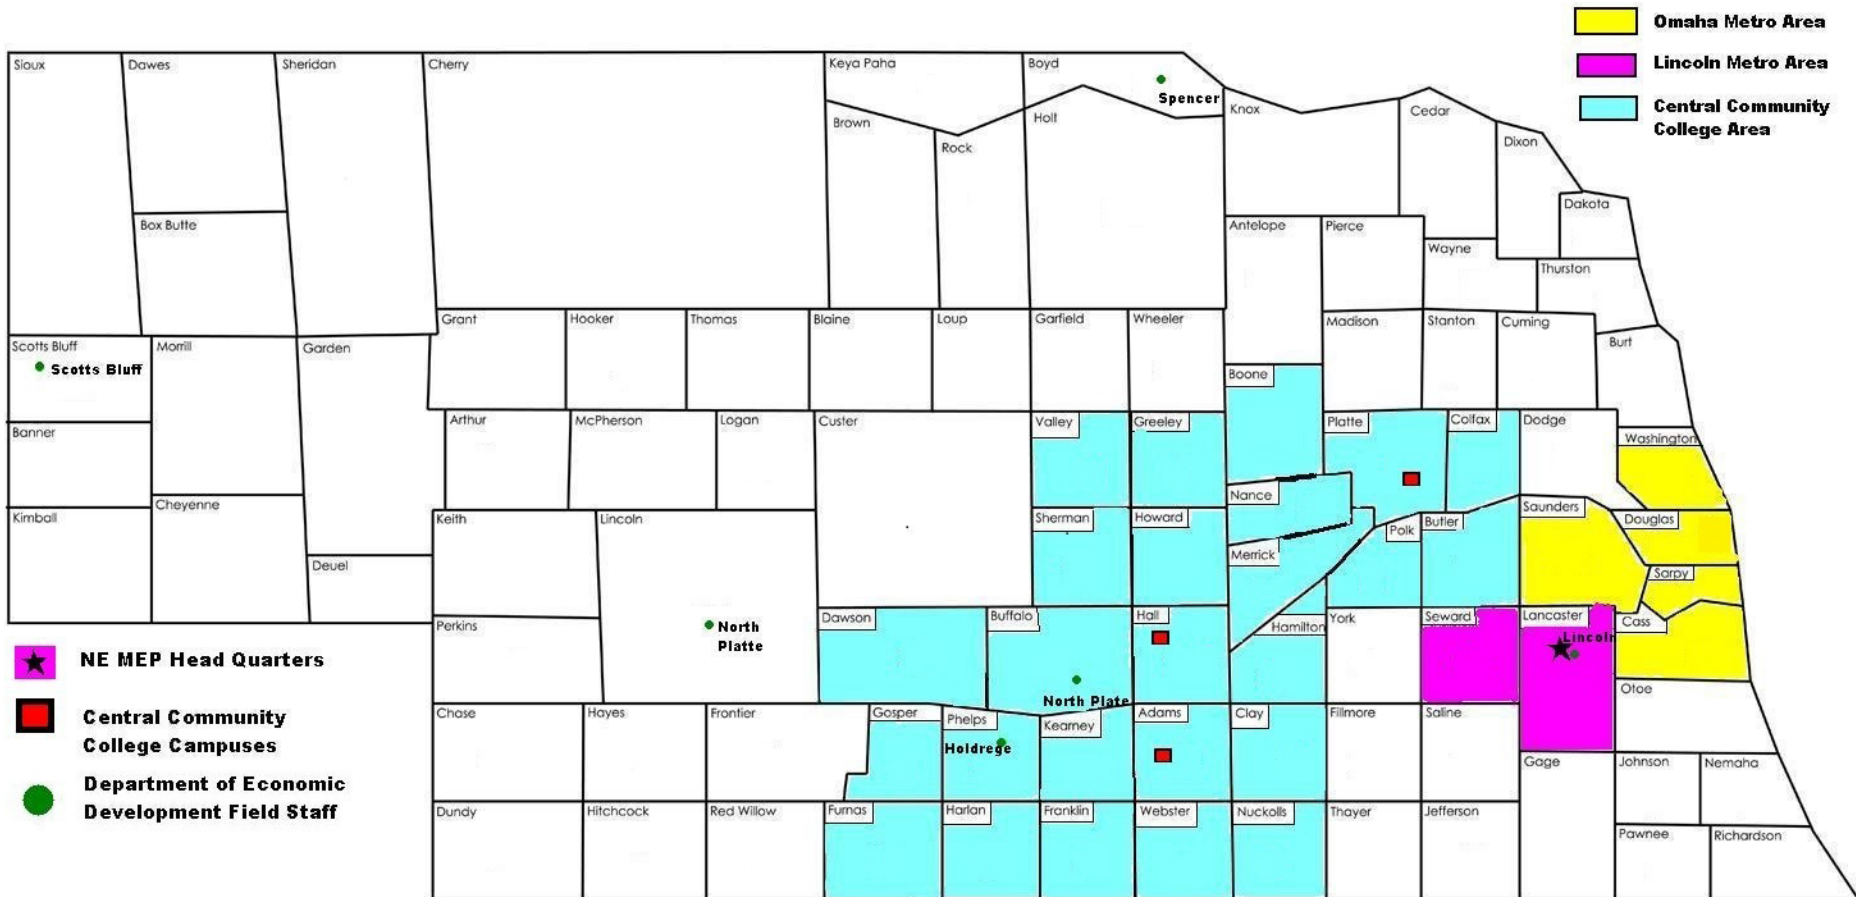 Omaha Metro Area
Lincoln Metro Area
Central Community
College Area
Sioux
Dawes
Sheridan
Cherry
Keya Paha
Boyd
Spencer
Knox
Cedar
Dixon
Dakota
Brown
Rock
Holt
Box Butte
Antelope
Pierce
Wayne
Thurston
Grant
Hooker
Thomas
Blaine
Loup
Garfield
Wheeler
Madison
Stanton
Cuming
Burt
Scotts Bluff
Scotts Bluff
Morrill
Garden
Boone
Banner
Arthur
McPherson
Logan
Custer
Valley
Greeley
Platte
Colfax
Dodge
Washington
Kimball
Cheyenne
Keith
Lincoln
Sherman
Howard
Nance
Merrick
Polk
Butler
Saunders
Douglas
Sarpy
Deuel
Perkins
North
Platte
Dawson
Buffalo
North Plate
Hall
Hamilton
York
Seward
Lancaster
Lincoln
Cass
Otoe
NE MEP Head Quarters
Central Community
College Campuses
Department of Economic
Development Field Staff
Chase
Hayes
Frontier
Gosper
Phelps
Holdrege
Kearney
Adams
Clay
Fillmore
Saline
Gage
Johnson
Nemaha
Dundy
Hitchcock
Red Willow
Furnas
Harlan
Franklin
Webster
Nuckolls
Thayer
Jefferson
Pawnee
Richardson